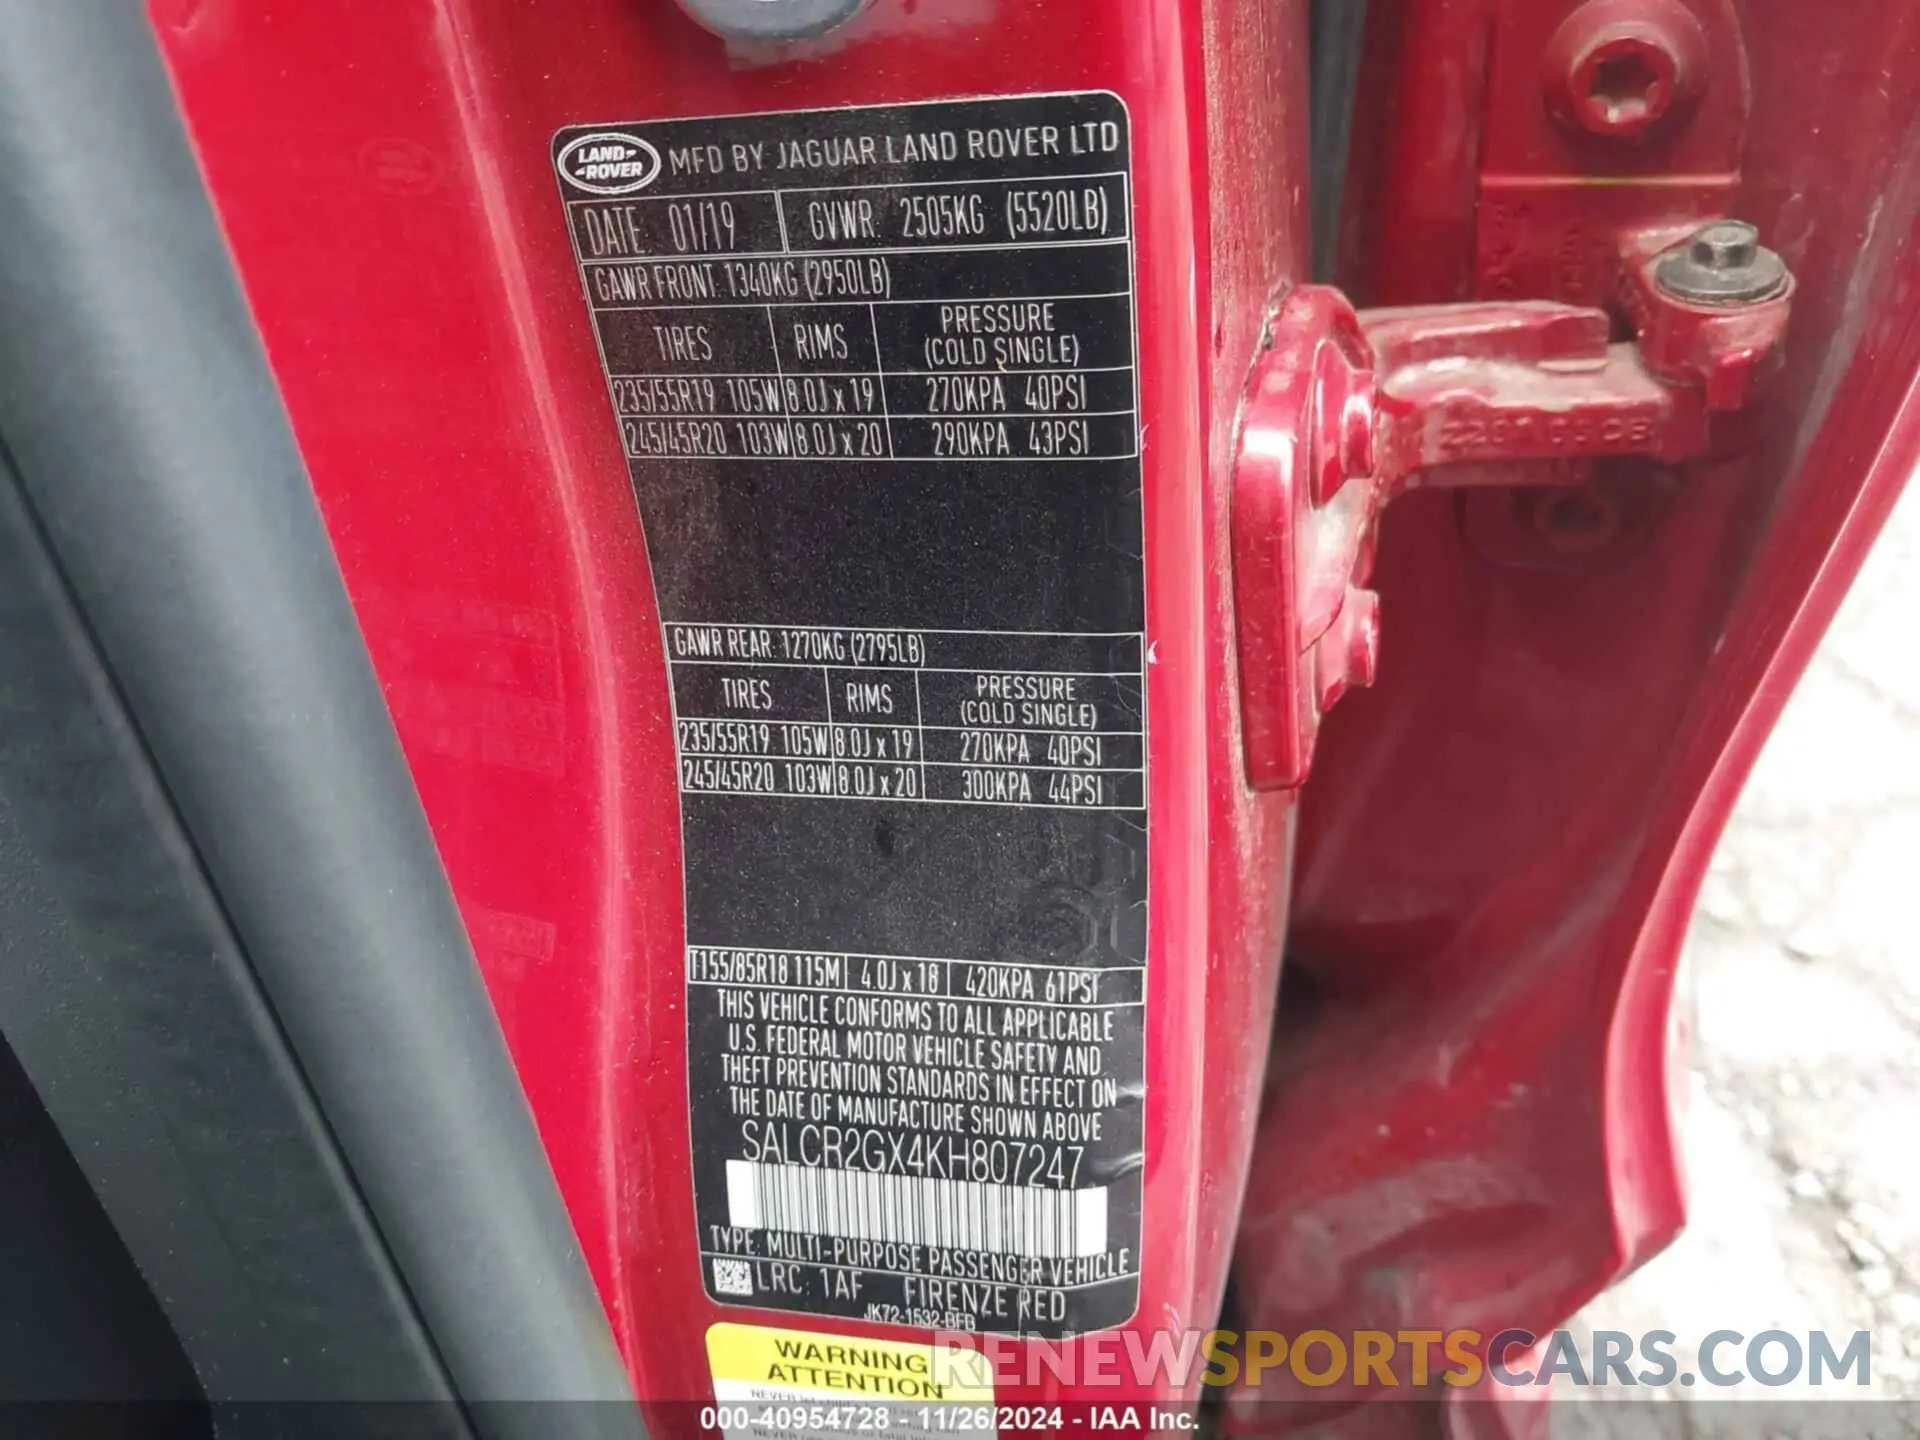 LAND-
-ROVER
MFD BY JAGUAR LAND ROVER LTD
DATE: 01/19 GVWR: 2505KG (5520LB)
GAWR FRONT: 1340KG (2950LB)
TIRES RIMS PRESSURE
(COLD SINGLE)
235/55R19 105W 8.0J x 19 270KPA 40PSI
245/45R20 103W 8.0J x 20 290KPA 43PSI
GAWR REAR: 1270KG (2795LB)
TIRES RIMS PRESSURE
(COLD SINGLE)
235/55R19 105W 8.0J x 19 270KPA 40PSI
245/45R20 103W 8.0J x 20 300KPA 44PSI
T155/85R18 115M 4.0J x 18 420KPA 61PSI
THIS VEHICLE CONFORMS TO ALL APPLICABLE
U.S. FEDERAL MOTOR VEHICLE SAFETY AND
THEFT PREVENTION STANDARDS IN EFFECT ON
THE DATE OF MANUFACTURE SHOWN ABOVE
SALCR2GX4KH807247
TYPE: MULTI-PURPOSE PASSENGER VEHICLE
LRC: 1AF FIRENZE RED
JK72-1532-BFB
WARNING
ATTENTION
RENEWSPORTSCARS.COM
000-40954728 - 11/26/2024 - IAA Inc.